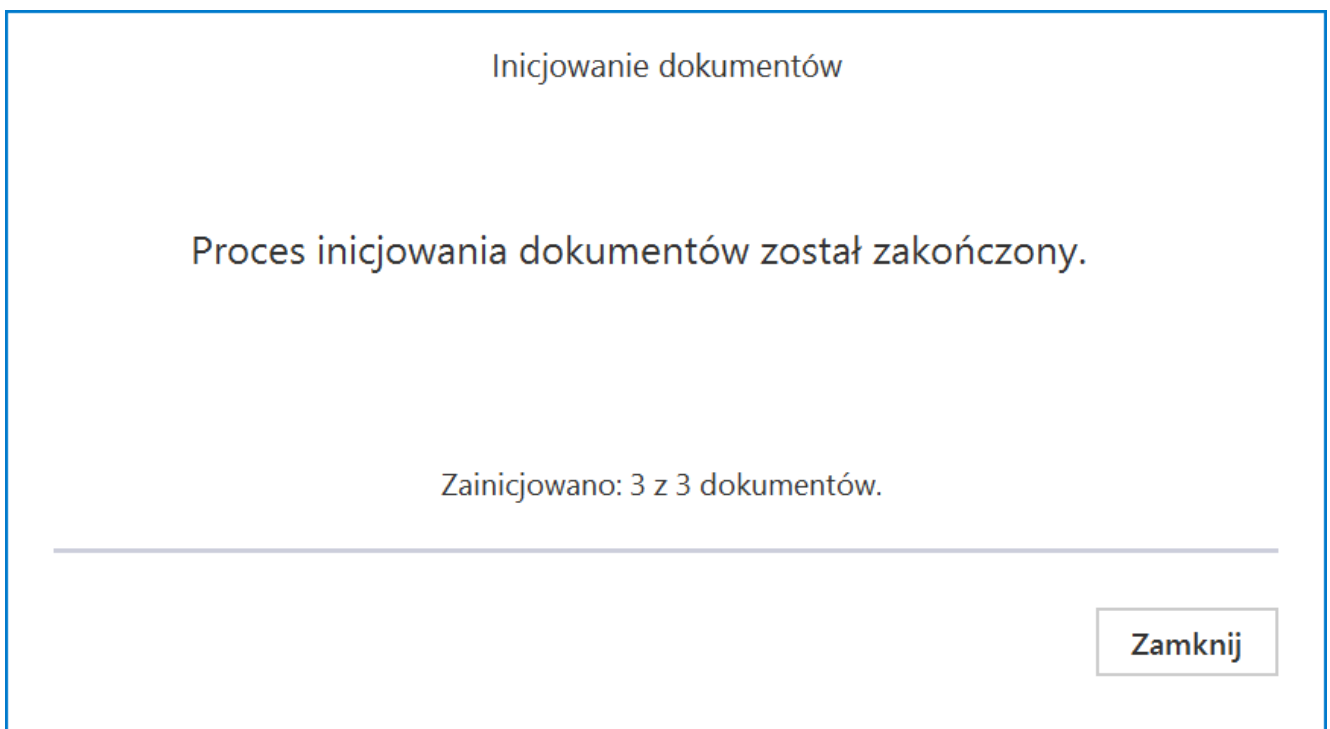 Inicjowanie dokumentów
Proces inicjowania dokumentów został zakończony.
Zainicjowano: 3 z 3 dokumentów.
Zamknij